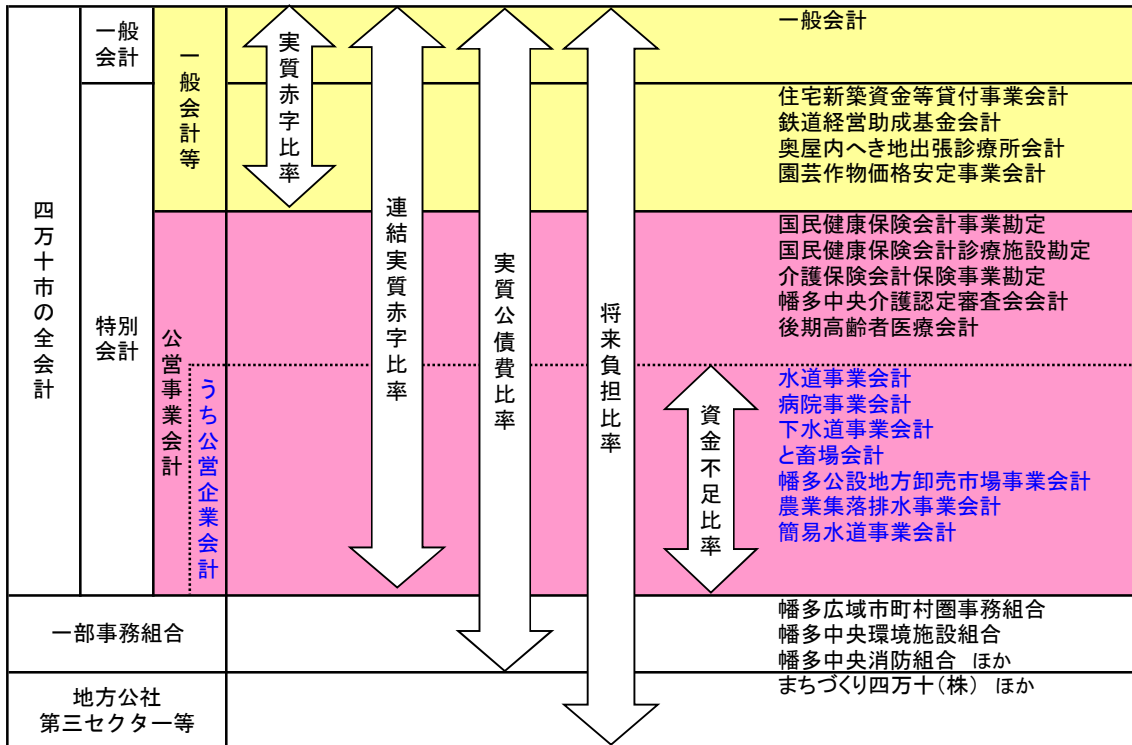 四万十市の全会計
一般
会計
特別
会計
一般会計等
公営事業会計
うち公営企業会計
実質赤字比率
連結実質赤字比率
実質公債費比率
将来負担比率
資金不足比率
一般会計
住宅新築資金等貸付事業会計
鉄道経営助成基金会計
奥屋内へき地出張診療所会計
園芸作物価格安定事業会計
国民健康保険会計事業勘定
国民健康保険会計診療施設勘定
介護保険会計保険事業勘定
幡多中央介護認定審査会会計
後期高齢者医療会計
水道事業会計
病院事業会計
下水道事業会計
と畜場会計
幡多公設地方卸売市場事業会計
農業集落排水事業会計
簡易水道事業会計
一部事務組合
幡多広域市町村圏事務組合
幡多中央環境施設組合
幡多中央消防組合 ほか
地方公社
第三セクター等
まちづくり四万十(株) ほか